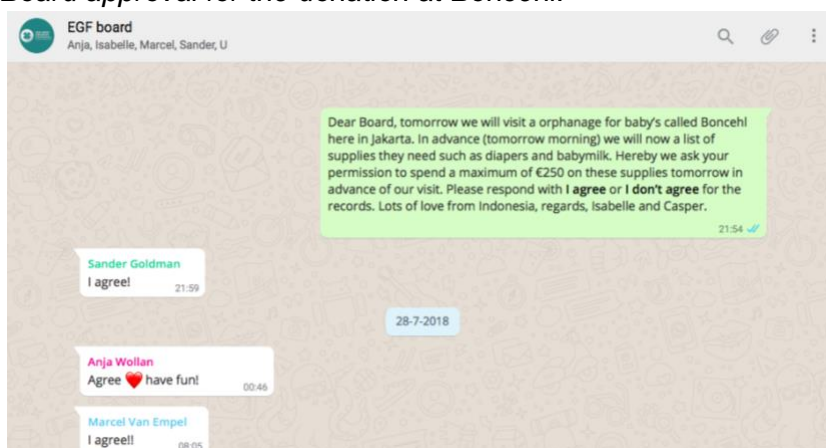 Board approval for the donation at Boncehl:
EGF board
Anja, Isabelle, Marcel, Sander, U
Dear Board, tomorrow we will visit a orphanage for baby's called Boncehl
here in Jakarta. In advance (tomorrow morning) we will now a list of
supplies they need such as diapers and babymilk. Hereby we ask your
permission to spend a maximum of €250 on these supplies tomorrow in
advance of our visit. Please respond with I agree or I don't agree for the
records. Lots of love from Indonesia, regards, Isabelle and Casper.
21:54
Sander Goldman
I agree!
21:59
28-7-2018
Anja Wollan
Agree ❤️ have fun!
00:46
Marcel Van Empel
I agree!!
08:05